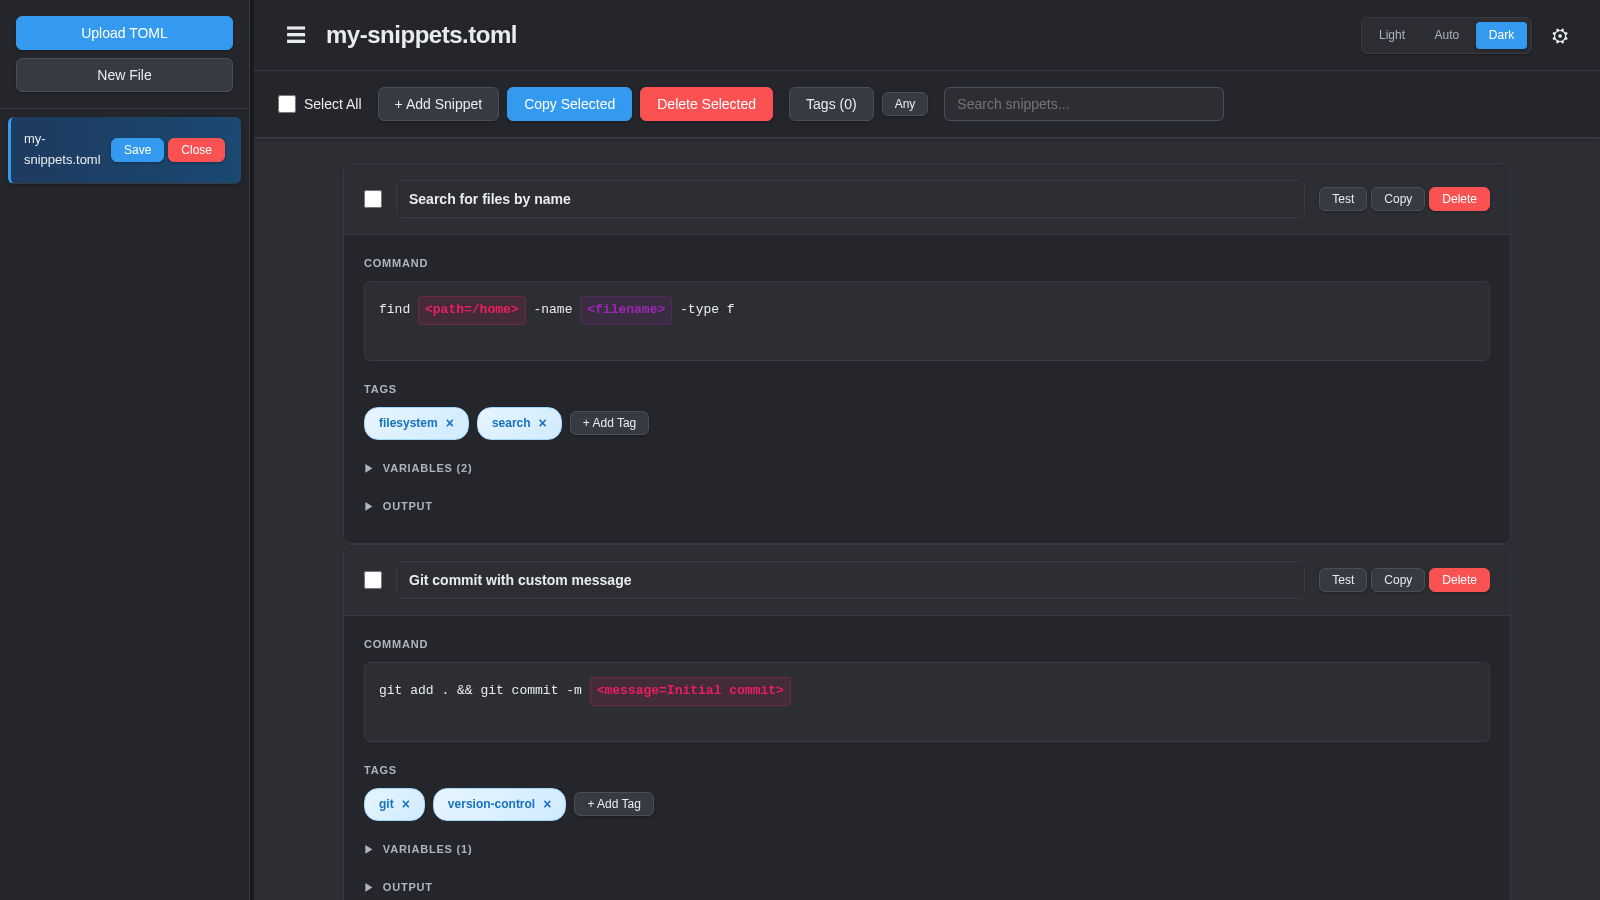 Upload TOML
New File
my-
snippets.toml
Save
Close
my-snippets.toml
Light
Auto
Dark
Select All
+ Add Snippet
Copy Selected
Delete Selected
Tags (0)
Any
Search snippets...
Search for files by name
Test
Copy
Delete
COMMAND
find <path=/home> -name <filename> -type f
TAGS
filesystem ×
search ×
+ Add Tag
VARIABLES (2)
OUTPUT
Git commit with custom message
Test
Copy
Delete
COMMAND
git add . && git commit -m <message=Initial commit>
TAGS
git ×
version-control ×
+ Add Tag
VARIABLES (1)
OUTPUT